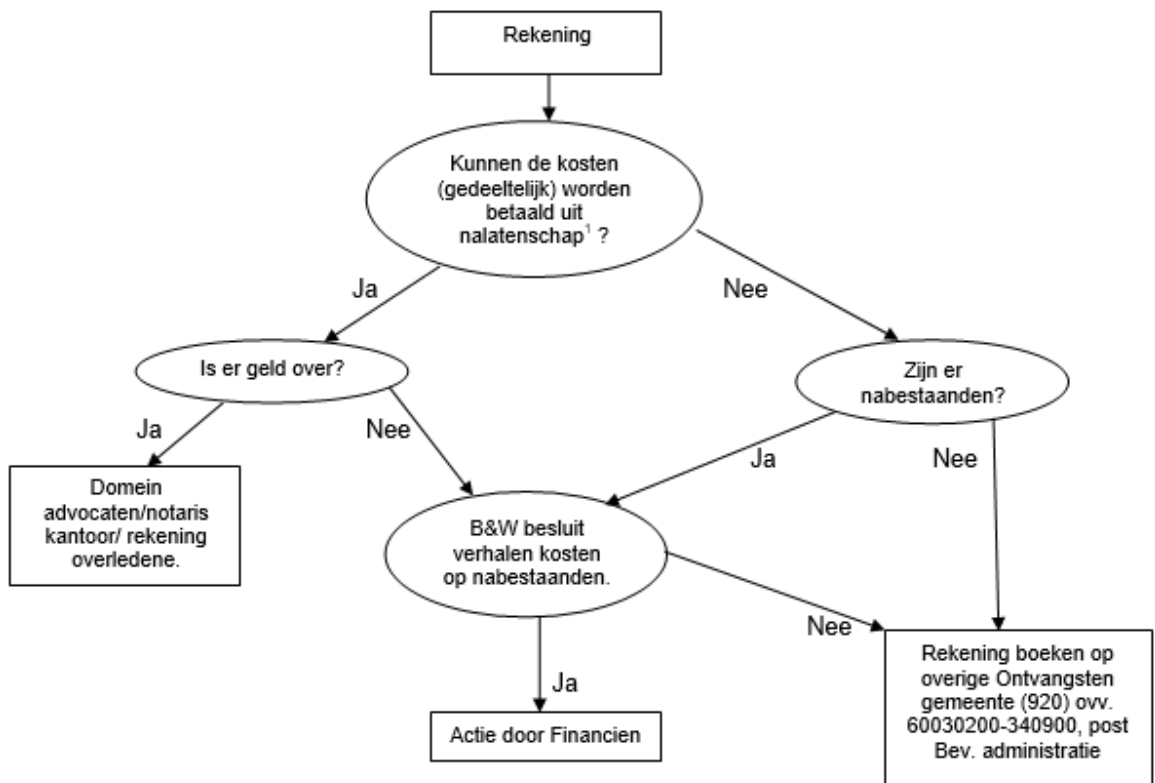 Rekening
Kunnen de kosten
(gedeeltelijk) worden
betaald uit
nalatenschap¹ ?
Ja
Nee
Is er geld over?
Zijn er
nabestaanden?
Ja
Nee
Ja
Nee
Domein
advocaten/notaris
kantoor/ rekening
overledene.
B&W besluit
verhalen kosten
op nabestaanden.
Nee
Ja
Rekening boeken op
overige Ontvangsten
gemeente (920) ovv.
60030200-340900, post
Bev. administratie
Actie door Financien